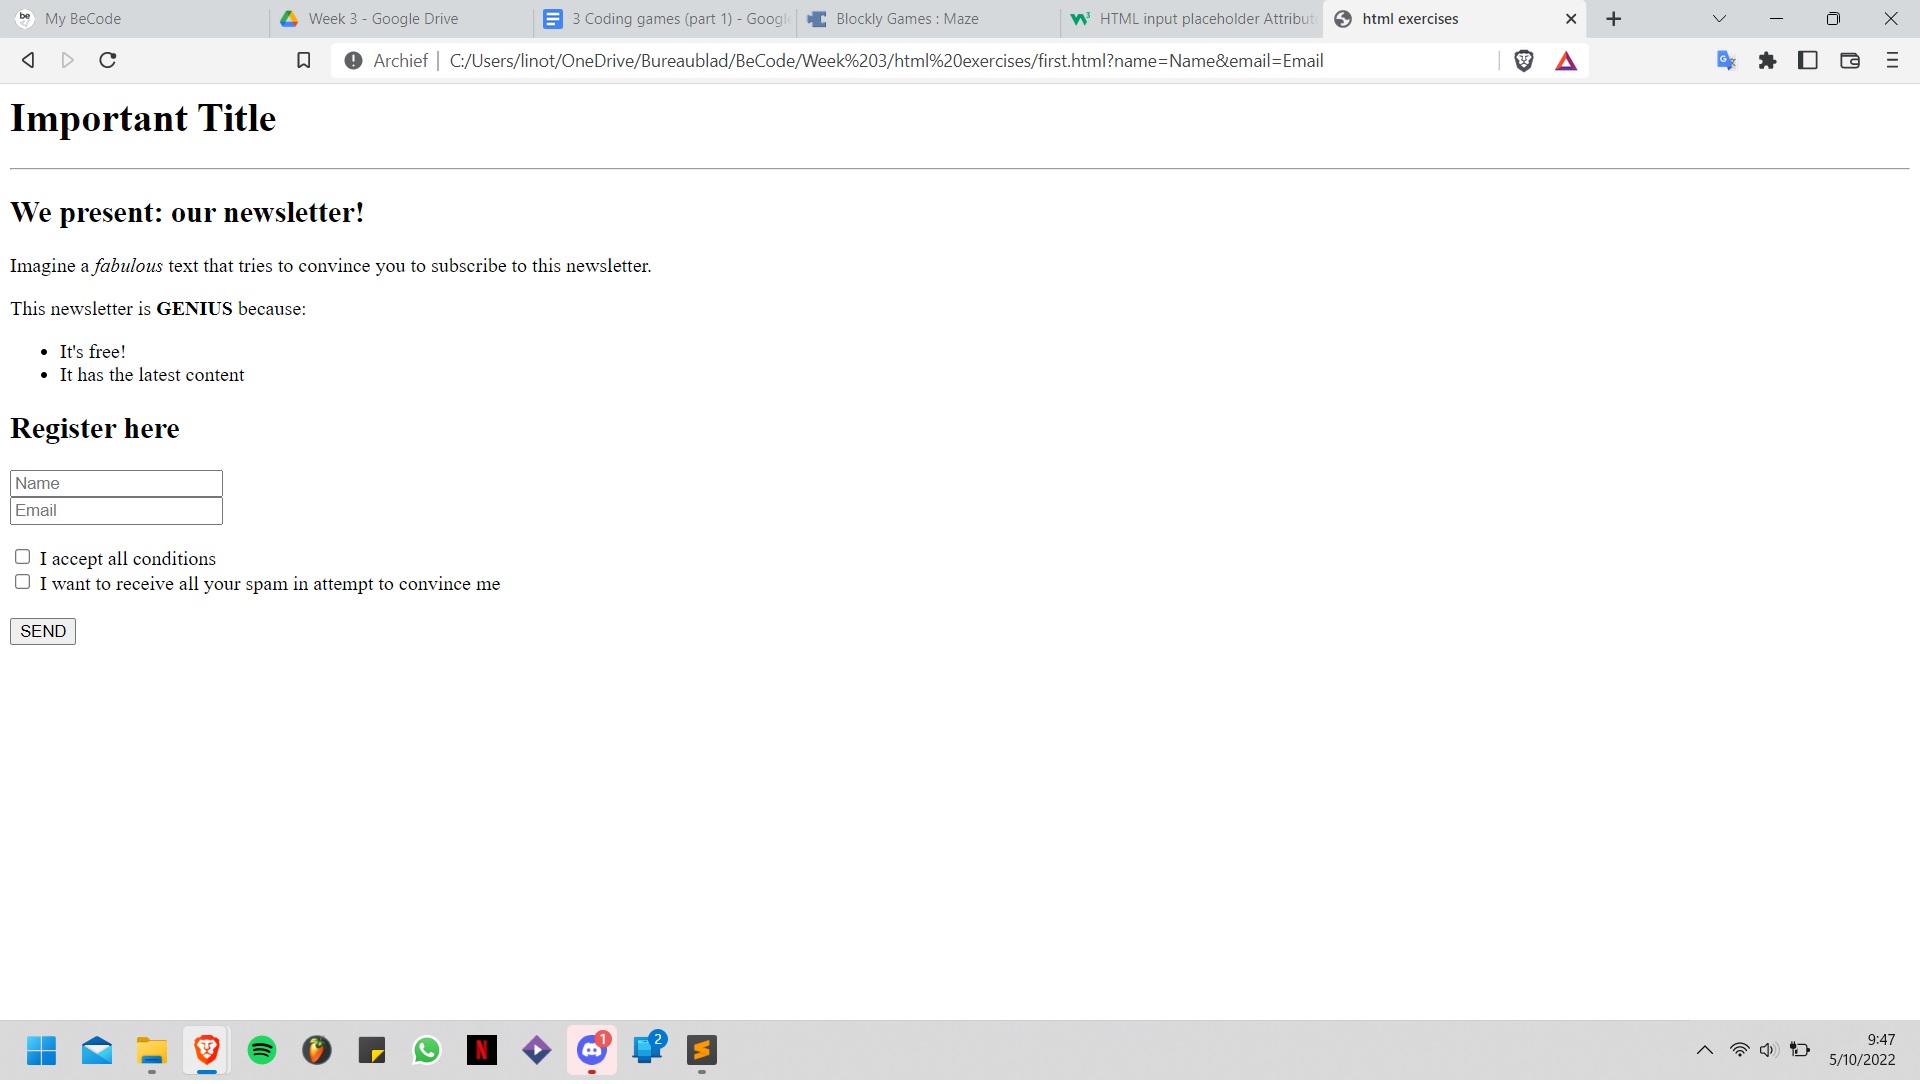 be My BeCode
Week 3 - Google Drive
3 Coding games (part 1) - Googl
Blockly Games : Maze
HTML input placeholder Attribut
html exercises
Archief
C:/Users/linot/OneDrive/Bureaublad/BeCode/Week%203/html%20exercises/first.html?name=Name&email=Email
Important Title
We present: our newsletter!
Imagine a fabulous text that tries to convince you to subscribe to this newsletter.
This newsletter is GENIUS because:
It's free!
It has the latest content
Register here
Name
Email
I accept all conditions
I want to receive all your spam in attempt to convince me
SEND
1
2
9:47
5/10/2022